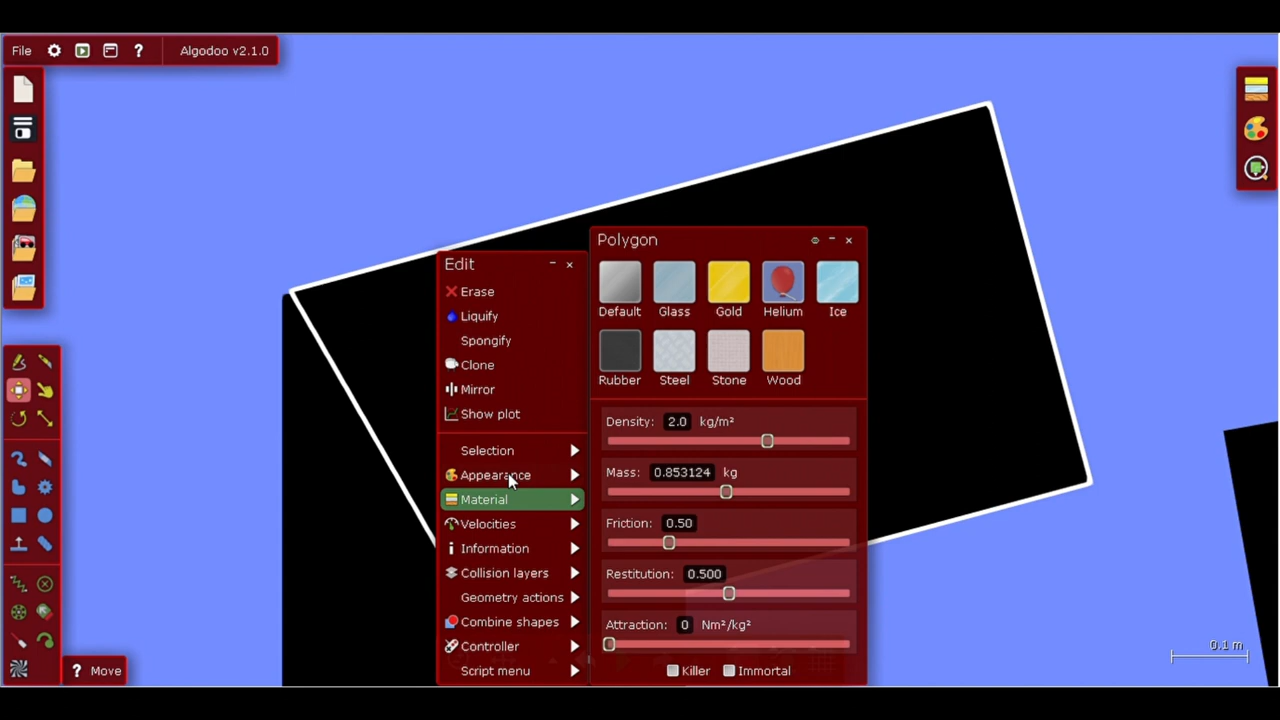 File ? Algodoo v2.1.0
Edit
Erase
Liquify
Spongify
Clone
Mirror
Show plot
Selection
Appearance
Material
Velocities
Information
Collision layers
Geometry actions
Combine shapes
Controller
Script menu
Polygon
Default Glass Gold Helium Ice
Rubber Steel Stone Wood
Density: 2.0 kg/m²
Mass: 0.853124 kg
Friction: 0.50
Restitution: 0.500
Attraction: 0 Nm²/kg²
Killer Immortal
0.1 m
? Move